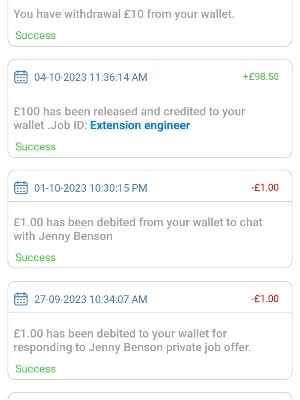 You have withdrawal £10 from your wallet.
Success
04-10-2023 11:36:14 AM +£98.50
£100 has been released and credited to your
wallet .Job ID: Extension engineer
Success
01-10-2023 10:30:15 PM -£1.00
£1.00 has been debited from your wallet to chat
with Jenny Benson
Success
27-09-2023 10:34:07 AM -£1.00
£1.00 has been debited to your wallet for
responding to Jenny Benson private job offer.
Success